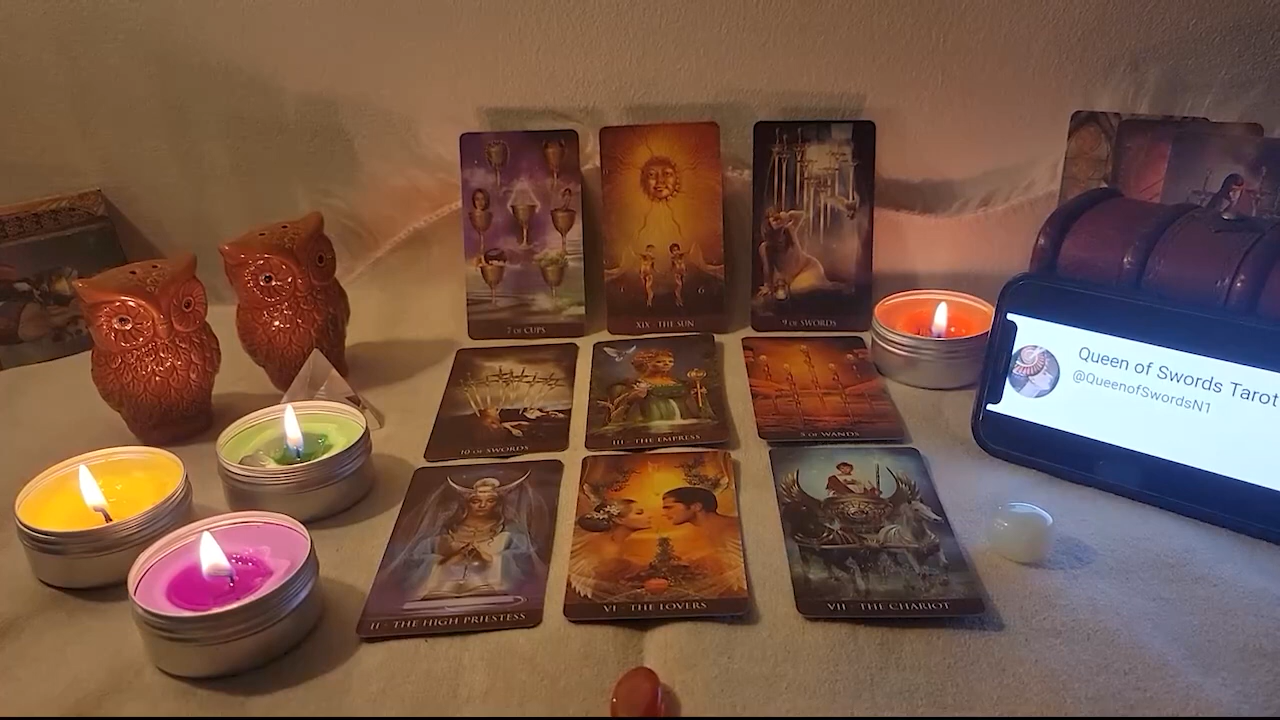 7 OF CUPS
XIX - THE SUN
9 OF SWORDS
10 OF SWORDS
III - THE EMPRESS
9 OF WANDS
II - THE HIGH PRIESTESS
VI - THE LOVERS
VII - THE CHARIOT
Queen of Swords Tarot
@QueenofSwordsN1